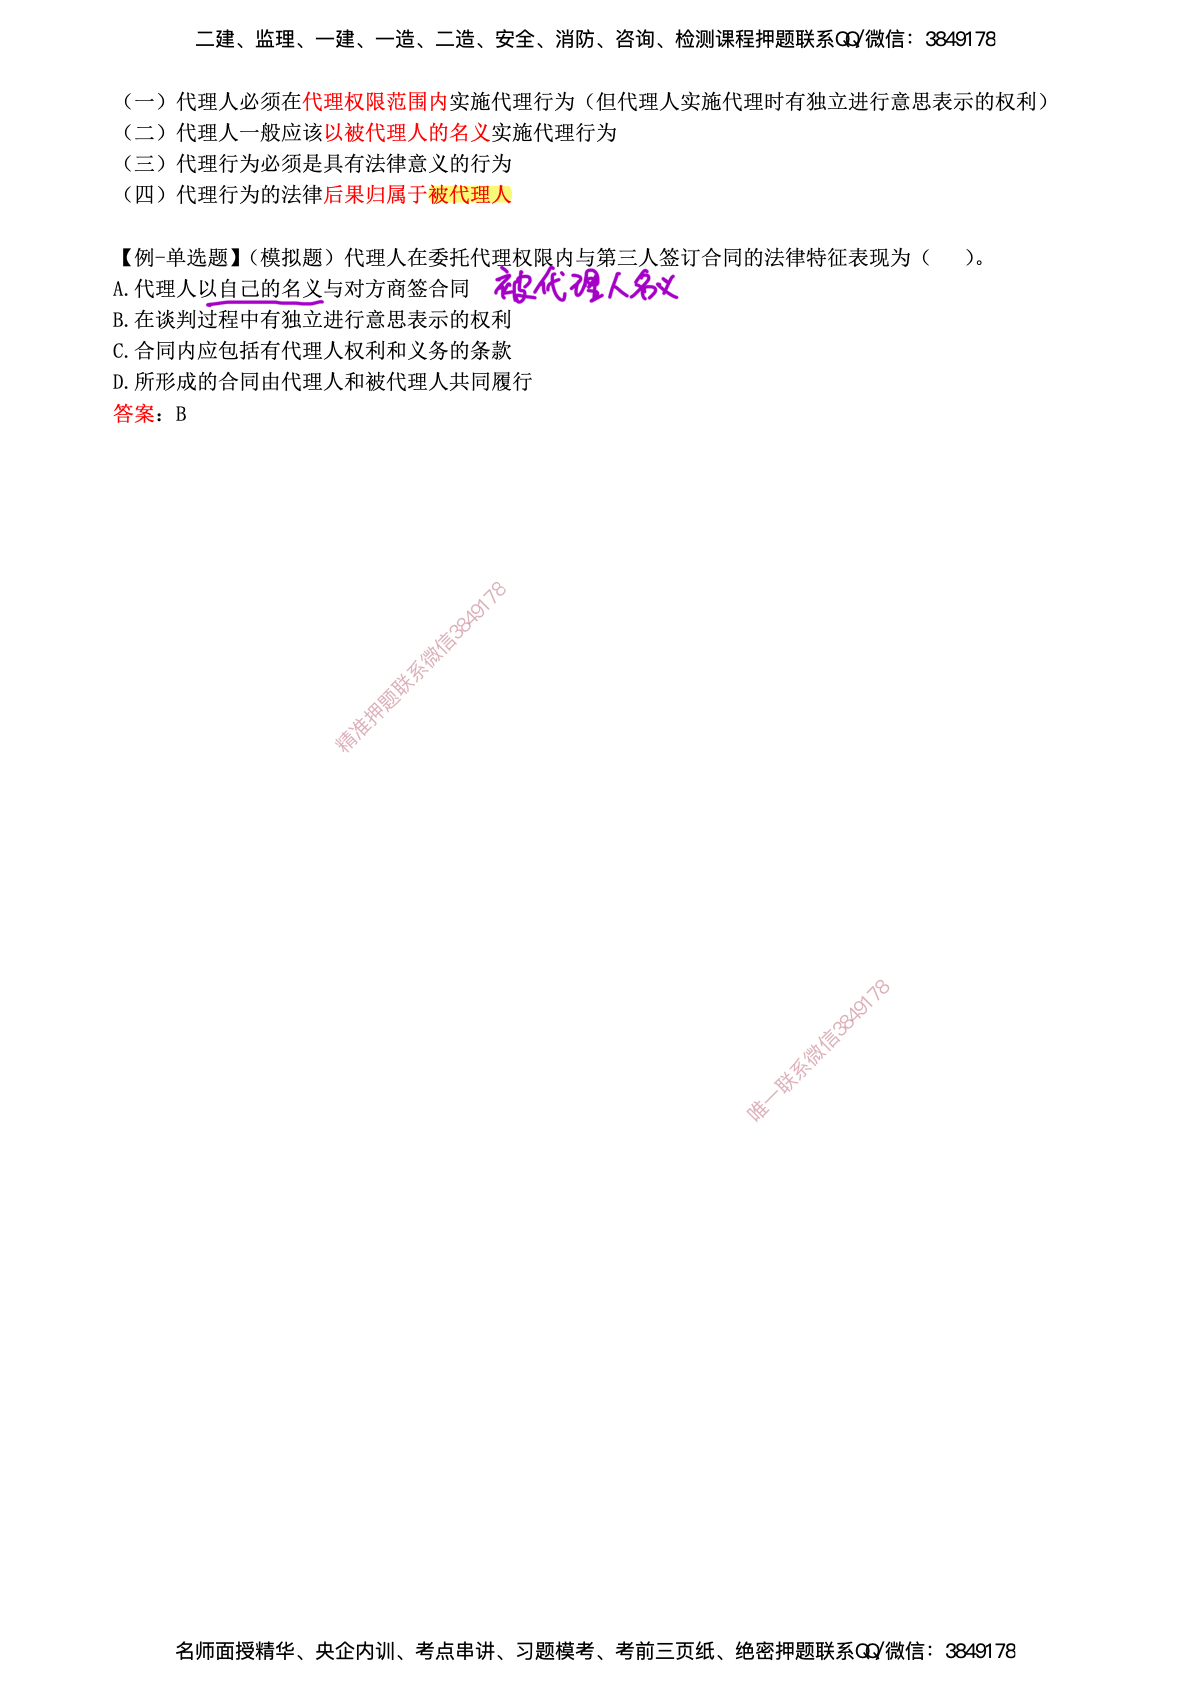 二建、监理、一建、一造、二造、安全、消防、咨询、检测课程押题联系QQ/微信：3849178
（一）代理人必须在代理权限范围内实施代理行为（但代理人实施代理时有独立进行意思表示的权利）
（二）代理人一般应该以被代理人的名义实施代理行为
（三）代理行为必须是具有法律意义的行为
（四）代理行为的法律后果归属于被代理人
【例-单选题】（模拟题）代理人在委托代理权限内与第三人签订合同的法律特征表现为（　）。
A.代理人以自己的名义与对方商签合同 被代理人名义
B.在谈判过程中有独立进行意思表示的权利
C.合同内应包括有代理人权利和义务的条款
D.所形成的合同由代理人和被代理人共同履行
答案：B
精准押题联系微信3849178
唯一联系微信3849178
名师面授精华、央企内训、考点串讲、习题模考、考前三页纸、绝密押题联系QQ/微信：3849178